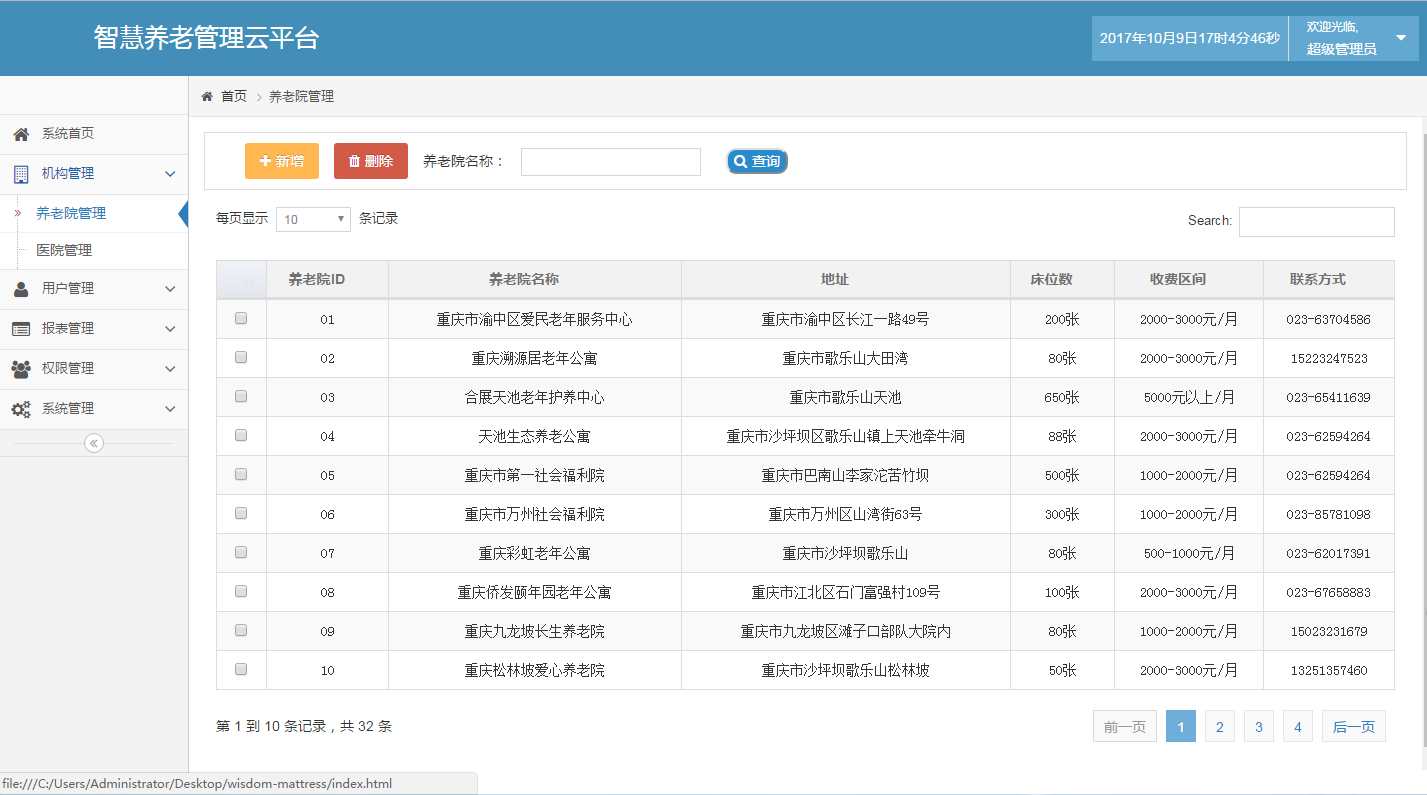 智慧养老管理云平台
2017年10月9日17时4分46秒
欢迎光临,
超级管理员
首页
养老院管理
系统首页
机构管理
养老院管理
医院管理
用户管理
报表管理
权限管理
系统管理
新增
删除
养老院名称：
查询
每页显示 10 条记录
Search:
养老院ID 养老院名称 地址 床位数 收费区间 联系方式
01 重庆市渝中区爱民老年服务中心 重庆市渝中区长江一路49号 200张 2000-3000元/月 023-63704586
02 重庆溯源居老年公寓 重庆市歌乐山大田湾 80张 2000-3000元/月 15223247523
03 合展天池老年护养中心 重庆市歌乐山天池 650张 5000元以上/月 023-65411639
04 天池生态养老公寓 重庆市沙坪坝区歌乐山镇上天池牵牛洞 88张 2000-3000元/月 023-62594264
05 重庆市第一社会福利院 重庆市巴南山李家沱苦竹坝 500张 1000-2000元/月 023-62594264
06 重庆市万州社会福利院 重庆市万州区山湾街63号 300张 1000-2000元/月 023-85781098
07 重庆彩虹老年公寓 重庆市沙坪坝歌乐山 80张 500-1000元/月 023-62017391
08 重庆侨发颐年园老年公寓 重庆市江北区石门富强村109号 100张 2000-3000元/月 023-67658883
09 重庆九龙坡长生养老院 重庆市九龙坡区滩子口部队大院内 80张 1000-2000元/月 15023231679
10 重庆松林坡爱心养老院 重庆市沙坪坝歌乐山松林坡 50张 2000-3000元/月 13251357460
第 1 到 10 条记录，共 32 条
前一页 1 2 3 4 后一页
file:///C:/Users/Administrator/Desktop/wisdom-mattress/index.html